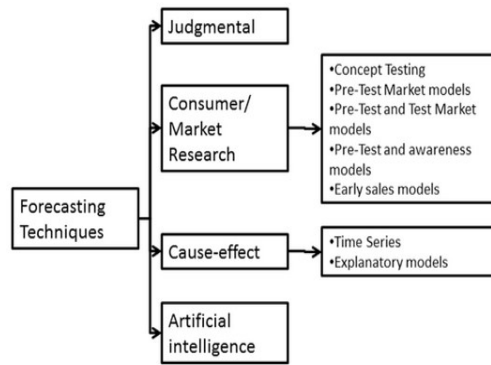 Judgmental
Consumer/
Market
Research
•Concept Testing
•Pre-Test Market models
•Pre-Test and Test Market
models
•Pre-Test and awareness
models
•Early sales models
Forecasting
Techniques
Cause-effect
•Time Series
•Explanatory models
Artificial
intelligence